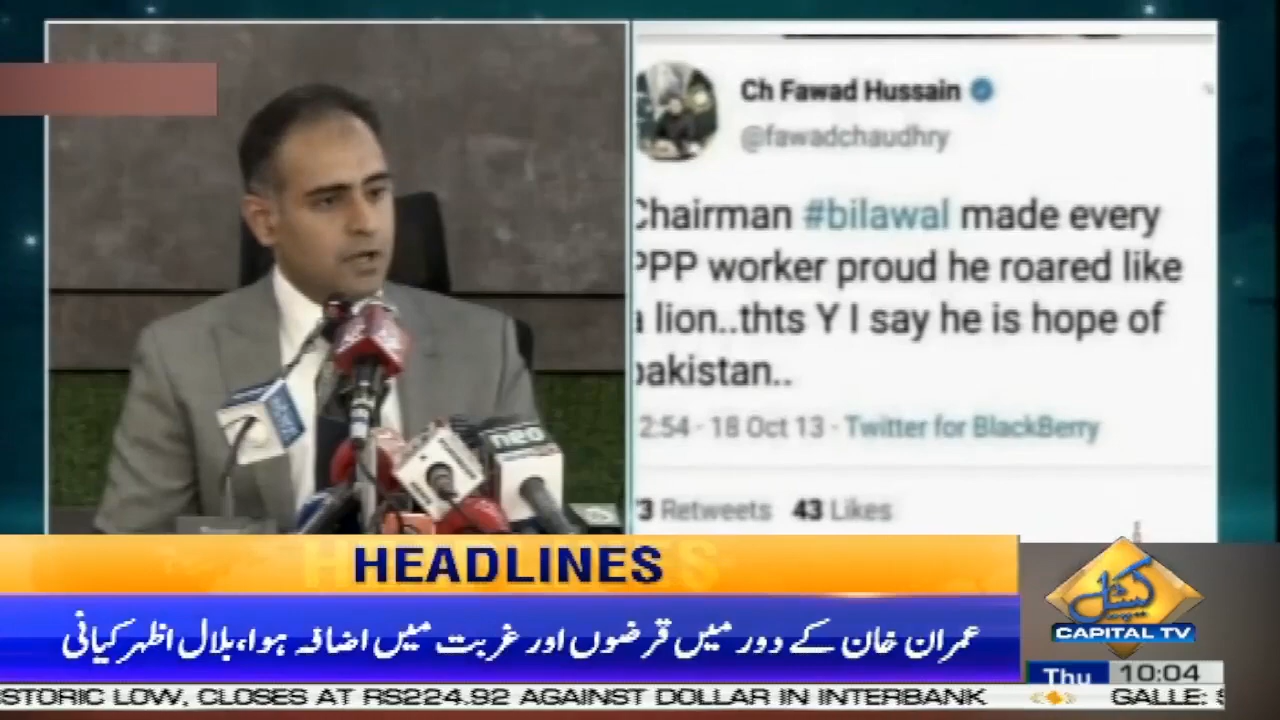 Ch Fawad Hussain
@fawadchaudhry
Chairman #bilawal made every
PPP worker proud he roared like
a lion..thts Y I say he is hope of
pakistan..
2:54 - 18 Oct 13 - Twitter for BlackBerry
3 Retweets 43 Likes
neo
HEADLINES
عمران خان کے دور میں قرضوں اور غربت میں اضافہ ہوا، بلال اظہر کیانی
کیپیٹل
CAPITAL TV
Thu 10:04
STORIC LOW, CLOSES AT RS224.92 AGAINST DOLLAR IN INTERBANK GALLE: